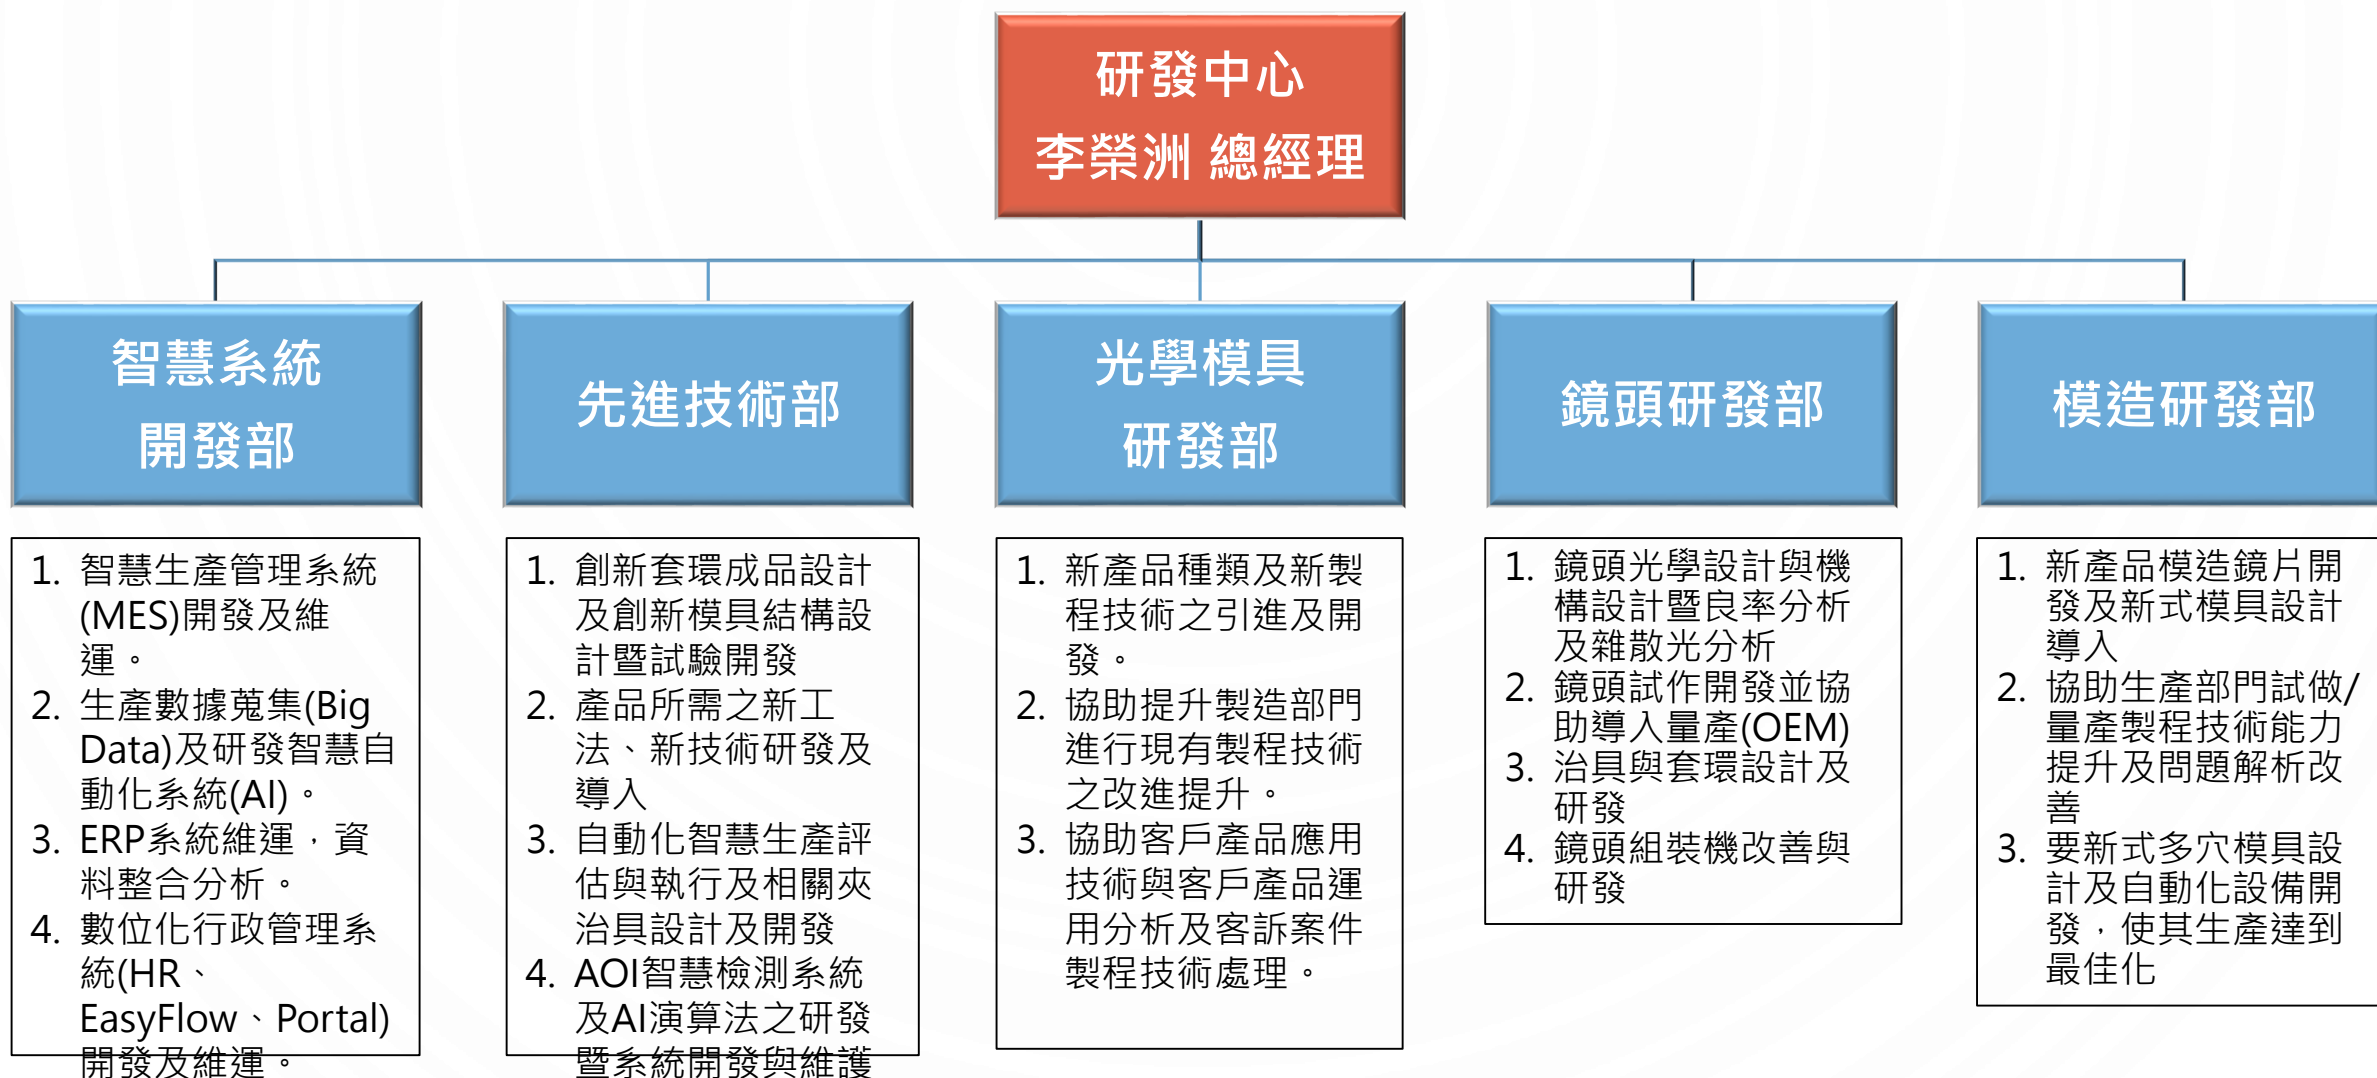 研發中心
李榮洲 總經理
智慧系統
開發部
先進技術部
光學模具
研發部
鏡頭研發部
模造研發部
1. 智慧生產管理系統
(MES)開發及維
運。
2. 生產數據蒐集(Big
Data)及研發智慧自
動化系統(AI)。
3. ERP系統維運，資
料整合分析。
4. 數位化行政管理系
統(HR、
EasyFlow、Portal)
開發及維運。
1. 創新套環成品設計
及創新模具結構設
計暨試驗開發
2. 產品所需之新工
法、新技術研發及
導入
3. 自動化智慧生產評
估與執行及相關夾
治具設計及開發
4. AOI智慧檢測系統
及AI演算法之研發
暨系統開發與維護
1. 新產品種類及新製
程技術之引進及開
發。
2. 協助提升製造部門
進行現有製程技術
之改進提升。
3. 協助客戶產品應用
技術與客戶產品運
用分析及客訴案件
製程技術處理。
1. 鏡頭光學設計與機
構設計暨良率分析
及雜散光分析
2. 鏡頭試作開發並協
助導入量產(OEM)
3. 治具與套環設計及
研發
4. 鏡頭組裝機改善與
研發
1. 新產品模造鏡片開
發及新式模具設計
導入
2. 協助生產部門試做/
量產製程技術能力
提升及問題解析改
善
3. 要新式多穴模具設
計及自動化設備開
發，使其生產達到
最佳化